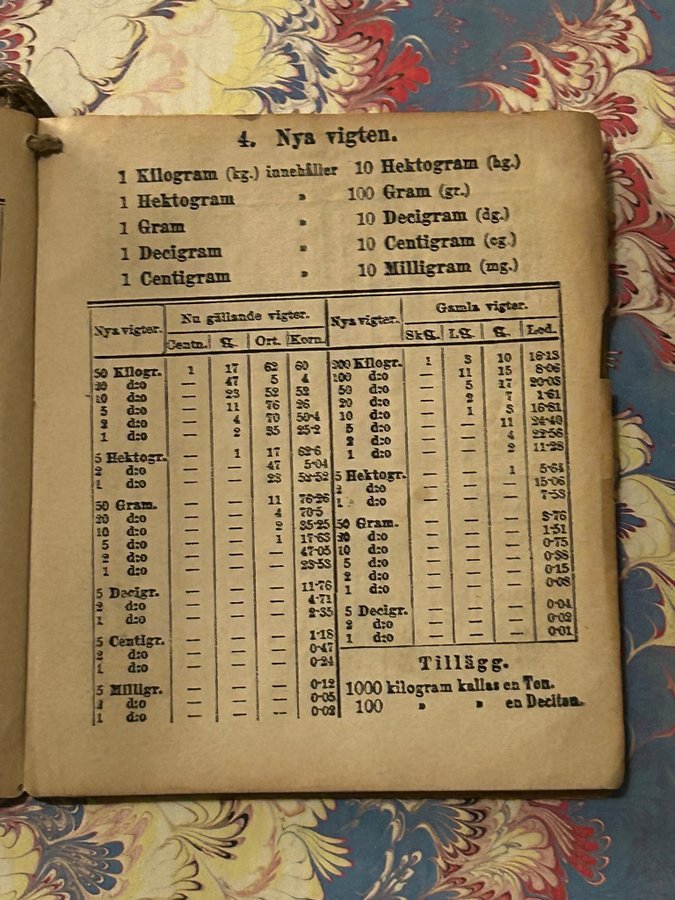 4. Nya vigten.
1 Kilogram (kg.) innehåller 10 Hektogram (hg.)
1 Hektogram " 100 Gram (gr.)
1 Gram " 10 Decigram (dg.)
1 Decigram " 10 Centigram (cg.)
1 Centigram " 10 Milligram (mg.)
Nya vigter. Nu gällande vigter.
Centn. ℔. Ort. Korn.
50 Kilogr. 1 17 62 60
20 d:o — 47 5 4
10 d:o — 23 52 52
5 d:o — 11 76 26
2 d:o — 4 70 50·4
1 d:o — 2 35 25·2
5 Hektogr. — 1 17 62·6
2 d:o — — 47 5·04
1 d:o — — 23 52·52
50 Gram. — — 11 76·26
20 d:o — — 4 70·5
10 d:o — — 2 35·25
5 d:o — — 1 17·63
2 d:o — — — 47·05
1 d:o — — — 23·53
5 Decigr. — — — 11·76
2 d:o — — — 4·71
1 d:o — — — 2·35
5 Centigr. — — — 1·18
2 d:o — — — 0·47
1 d:o — — — 0·24
5 Milligr. — — — 0·12
2 d:o — — — 0·05
1 d:o — — — 0·02
Nya vigter. Gamla vigter.
Sk℔. L℔. ℔. Lod.
200 Kilogr. 1 3 10 16·13
100 d:o — 11 15 8·06
50 d:o — 5 17 20·03
20 d:o — 2 7 1·61
10 d:o — 1 3 16·81
5 d:o — — 11 24·40
2 d:o — — 4 22·56
1 d:o — — 2 11·28
5 Hektogr. — — 1 5·64
2 d:o — — — 15·06
1 d:o — — — 7·53
50 Gram. — — — 3·76
20 d:o — — — 1·51
10 d:o — — — 0·75
5 d:o — — — 0·38
2 d:o — — — 0·15
1 d:o — — — 0·08
5 Decigr. — — — 0·04
2 d:o — — — 0·02
1 d:o — — — 0·01
Tillägg.
1000 kilogram kallas en Ton.
100 " " en Deciton.